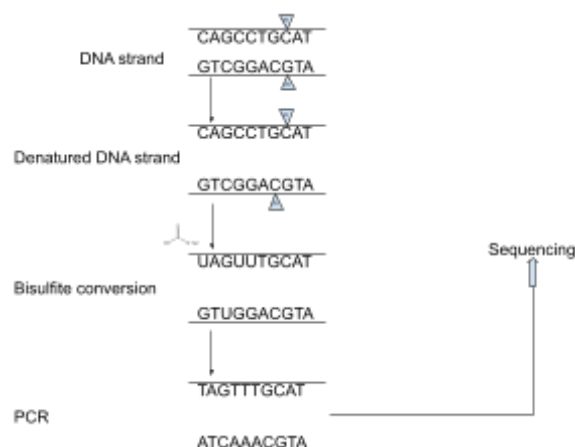 CAGCCTGCAT
DNA strand
GTCGGACGTA
CAGCCTGCAT
Denatured DNA strand
GTCGGACGTA
UAGUUTGCAT
Sequencing
Bisulfite conversion
GTUGGACGTA
TAGTTTGCAT
PCR
ATCAAACGTA